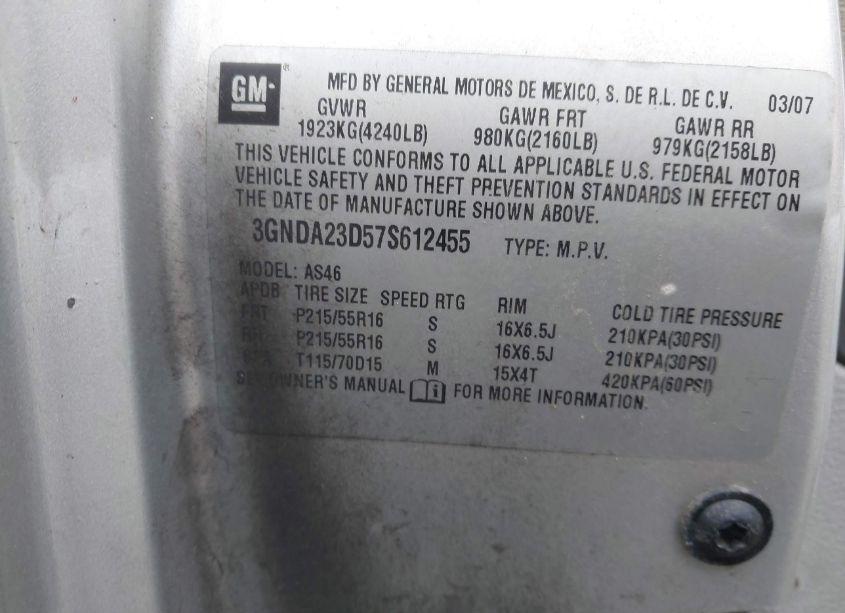 GM
MFD BY GENERAL MOTORS DE MEXICO, S. DE R.L. DE C.V. 03/07
GVWR GAWR FRT GAWR RR
1923KG(4240LB) 980KG(2160LB) 979KG(2158LB)
THIS VEHICLE CONFORMS TO ALL APPLICABLE U.S. FEDERAL MOTOR
VEHICLE SAFETY AND THEFT PREVENTION STANDARDS IN EFFECT ON
THE DATE OF MANUFACTURE SHOWN ABOVE.
3GNDA23D57S612455 TYPE: M.P.V.
MODEL: AS46
APDB TIRE SIZE SPEED RTG RIM COLD TIRE PRESSURE
FRT P215/55R16 S 16X6.5J 210KPA(30PSI)
RR P215/55R16 S 16X6.5J 210KPA(30PSI)
T115/70D15 M 15X4T 420KPA(60PSI)
SEE OWNER'S MANUAL FOR MORE INFORMATION.